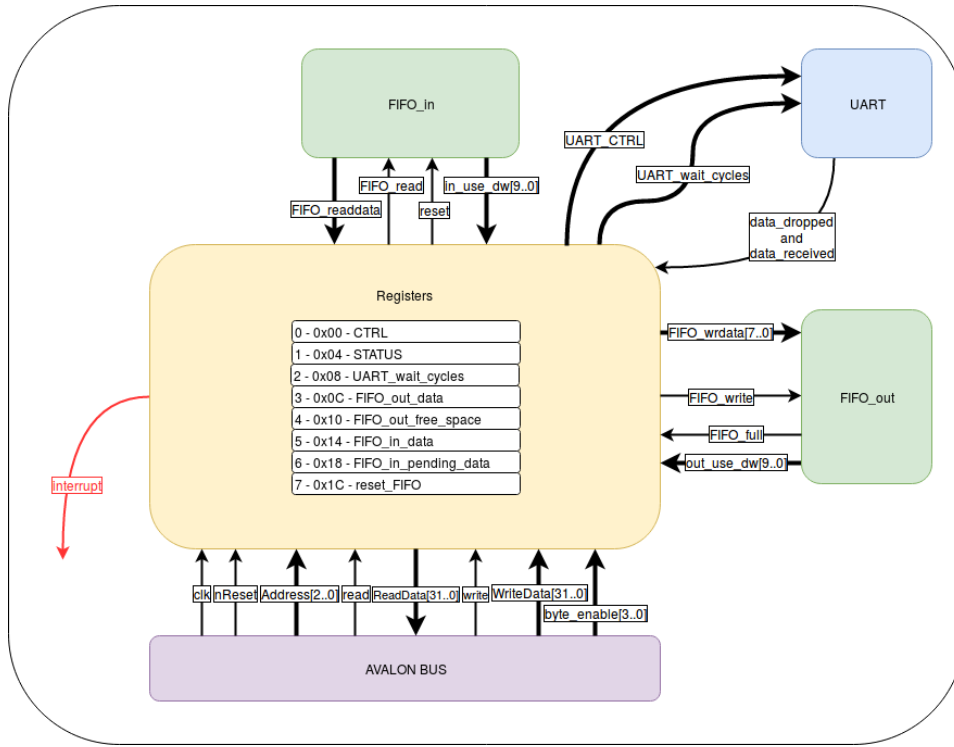 FIFO_in
UART
UART_CTRL
FIFO_read
UART_wait_cycles
in_use_dw[9..0]
FIFO_readdata
reset
data_dropped
and
data_received
Registers
0 - 0x00 - CTRL
1 - 0x04 - STATUS
2 - 0x08 - UART_wait_cycles
3 - 0x0C - FIFO_out_data
4 - 0x10 - FIFO_out_free_space
5 - 0x14 - FIFO_in_data
6 - 0x18 - FIFO_in_pending_data
7 - 0x1C - reset_FIFO
FIFO_wrdata[7..0]
FIFO_write
FIFO_out
FIFO_full
out_use_dw[9..0]
interrupt
clk
nReset
Address[2..0]
read
ReadData[31..0]
write
WriteData[31..0]
byte_enable[3..0]
AVALON BUS